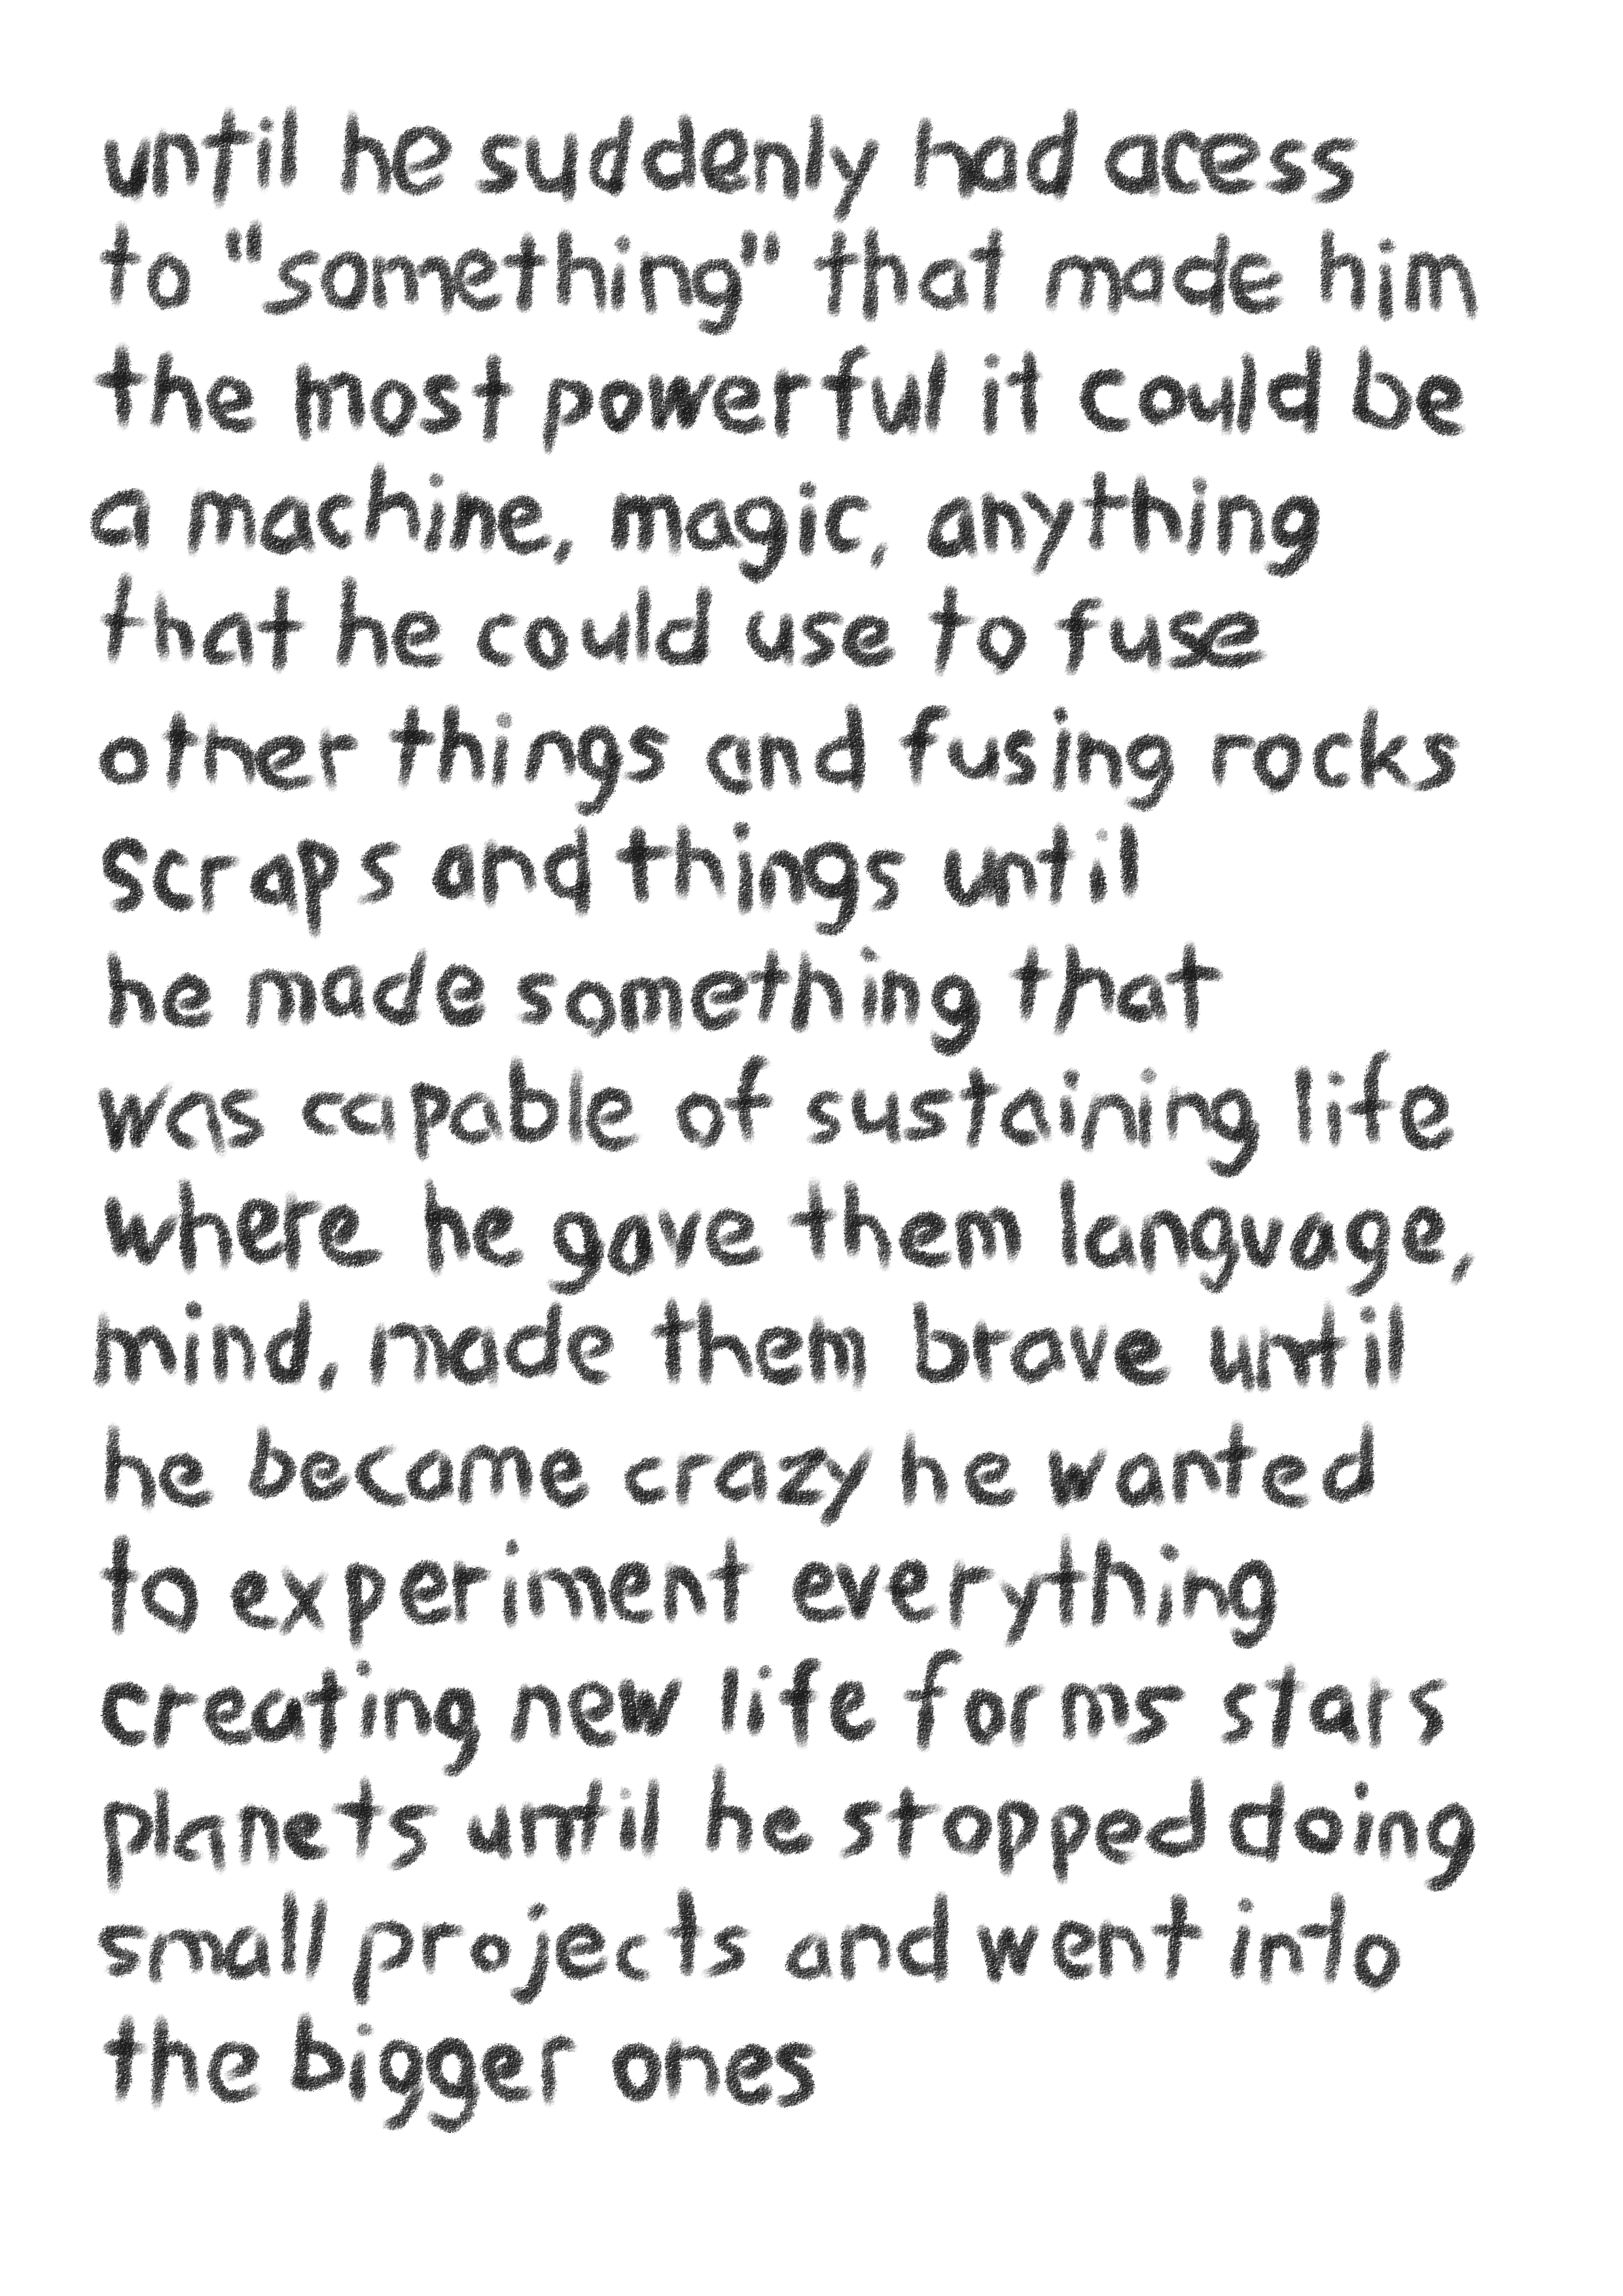 until he suddenly had acess
to "something" that made him
the most powerful it could be
a machine, magic, anything
that he could use to fuse
other things and fusing rocks
scraps and things until
he made something that
was capable of sustaining life
where he gave them language,
mind, made them brave until
he became crazy he wanted
to experiment everything
creating new life forms stars
planets until he stopped doing
small projects and went into
the bigger ones